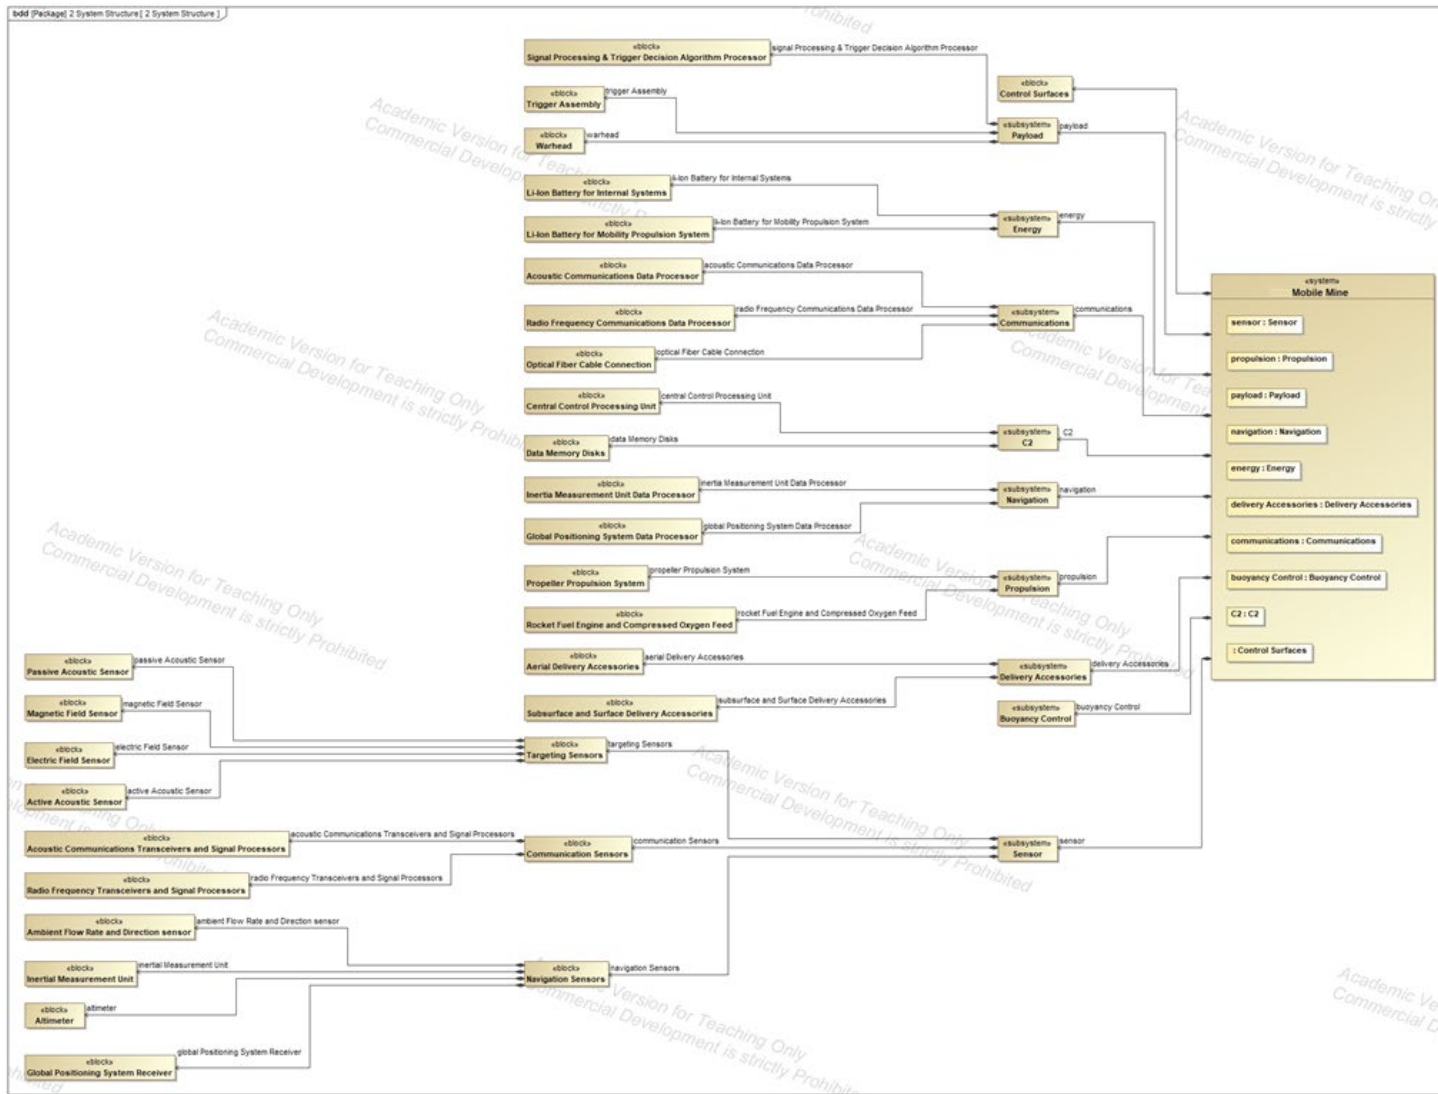 bdd [Package] 2 System Structure [ 2 System Structure ]
«block»
Signal Processing & Trigger Decision Algorithm Processor
signal Processing & Trigger Decision Algorithm Processor
«block»
Control Surfaces
«block»
Trigger Assembly
trigger Assembly
«subsystem»
Payload
payload
«block»
Warhead
warhead
«block»
Li-Ion Battery for Internal Systems
li-Ion Battery for Internal Systems
«subsystem»
Energy
energy
«block»
Li-Ion Battery for Mobility Propulsion System
li-Ion Battery for Mobility Propulsion System
«block»
Acoustic Communications Data Processor
acoustic Communications Data Processor
«block»
Radio Frequency Communications Data Processor
radio Frequency Communications Data Processor
«subsystem»
Communications
communications
«block»
Optical Fiber Cable Connection
optical Fiber Cable Connection
«block»
Central Control Processing Unit
central Control Processing Unit
«subsystem»
C2
C2
«block»
Data Memory Disks
data Memory Disks
«block»
Inertia Measurement Unit Data Processor
inertia Measurement Unit Data Processor
«subsystem»
Navigation
navigation
«block»
Global Positioning System Data Processor
global Positioning System Data Processor
«block»
Propeller Propulsion System
propeller Propulsion System
«subsystem»
Propulsion
propulsion
«block»
Rocket Fuel Engine and Compressed Oxygen Feed
rocket Fuel Engine and Compressed Oxygen Feed
«block»
Aerial Delivery Accessories
aerial Delivery Accessories
«subsystem»
Delivery Accessories
delivery Accessories
«block»
Subsurface and Surface Delivery Accessories
subsurface and Surface Delivery Accessories
«subsystem»
Buoyancy Control
buoyancy Control
«system»
Mobile Mine
sensor : Sensor
propulsion : Propulsion
payload : Payload
navigation : Navigation
energy : Energy
delivery Accessories : Delivery Accessories
communications : Communications
buoyancy Control : Buoyancy Control
C2 : C2
: Control Surfaces
«block»
Passive Acoustic Sensor
passive Acoustic Sensor
«block»
Magnetic Field Sensor
magnetic Field Sensor
«block»
Electric Field Sensor
electric Field Sensor
«block»
Active Acoustic Sensor
active Acoustic Sensor
«block»
Targeting Sensors
targeting Sensors
«block»
Acoustic Communications Transceivers and Signal Processors
acoustic Communications Transceivers and Signal Processors
«block»
Communication Sensors
communication Sensors
«subsystem»
Sensor
sensor
«block»
Radio Frequency Transceivers and Signal Processors
radio Frequency Transceivers and Signal Processors
«block»
Ambient Flow Rate and Direction sensor
ambient Flow Rate and Direction sensor
«block»
Inertial Measurement Unit
inertial Measurement Unit
«block»
Navigation Sensors
navigation Sensors
«block»
Altimeter
altimeter
«block»
Global Positioning System Receiver
global Positioning System Receiver
Academic Version for Teaching Only
Commercial Development is strictly Prohibited